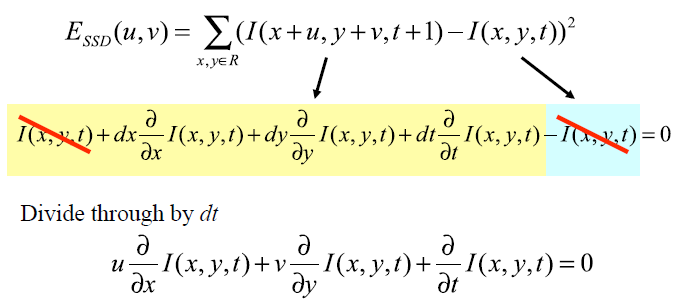 E_SSD(u,v) = ∑_{x,y∈R} (I(x+u, y+v, t+1) − I(x, y, t))²
I(x, y, t) + dx ∂/∂x I(x, y, t) + dy ∂/∂y I(x, y, t) + dt ∂/∂t I(x, y, t) − I(x, y, t) = 0
Divide through by dt
u ∂/∂x I(x, y, t) + v ∂/∂y I(x, y, t) + ∂/∂t I(x, y, t) = 0